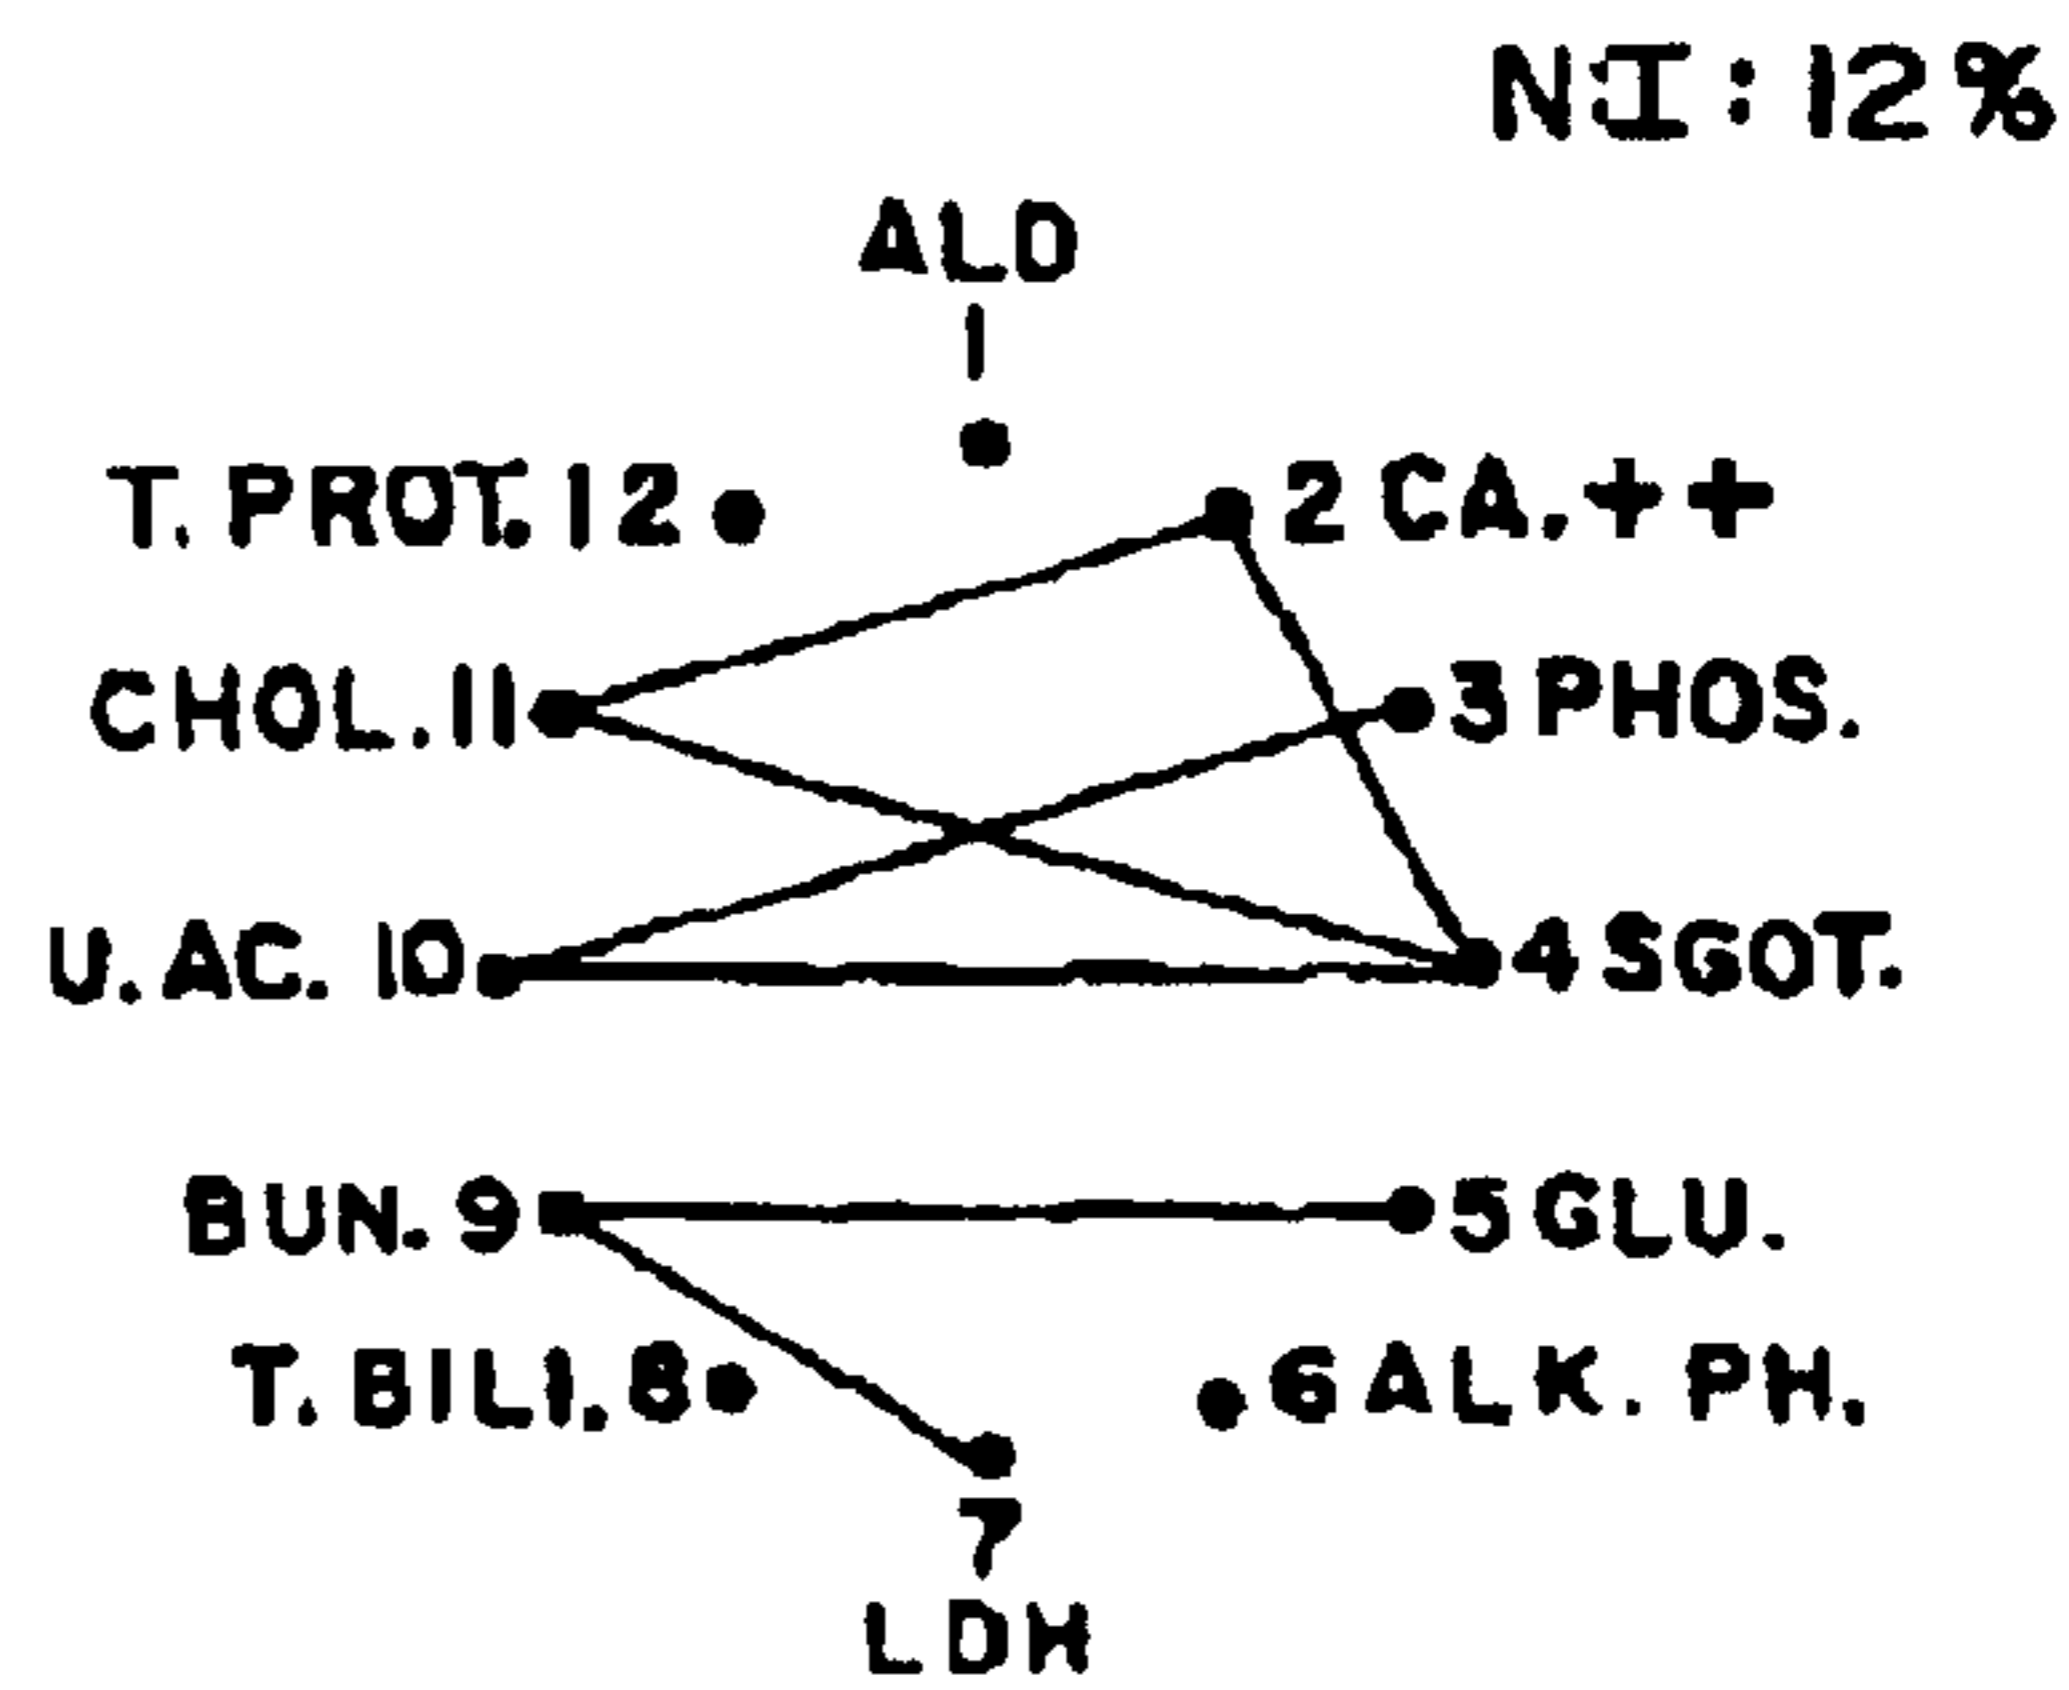 NI:12%
ALO
1
T. PROT. 12
2 CA.++
CHOL. 11
3 PHOS.
U. AC. 10
4 SGOT.
BUN. 9
5 GLU.
T. BILI. 8
6 ALK. PH.
7
LDH